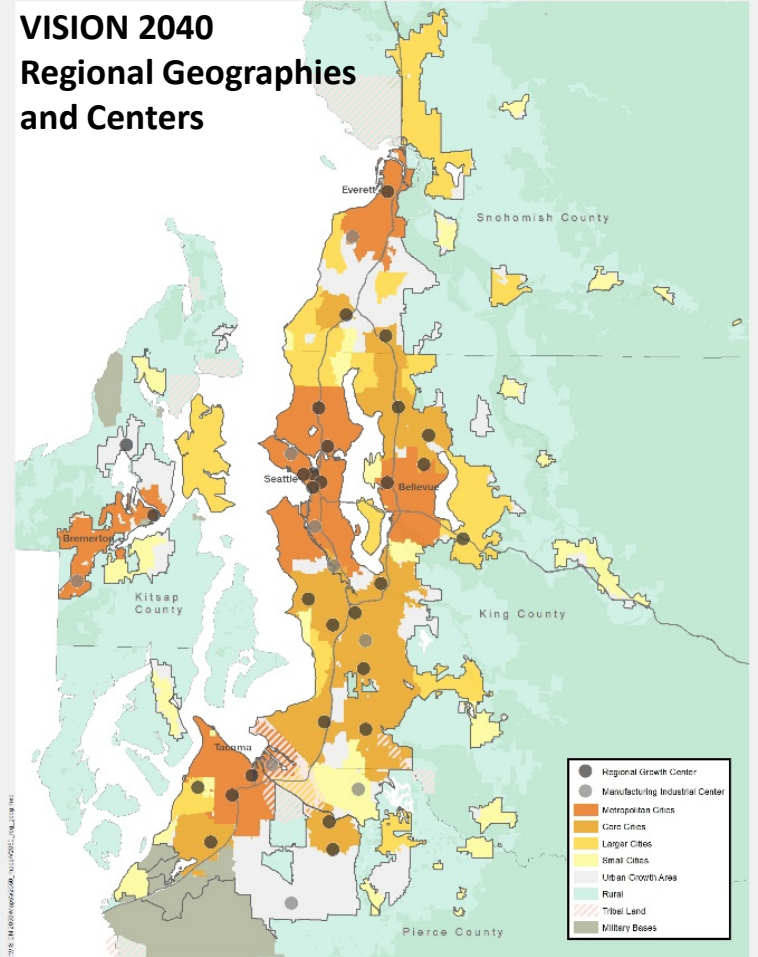 VISION 2040
Regional Geographies
and Centers
Everett
Snohomish County
Seattle
Bellevue
Bremerton
Kitsap
County
King County
Tacoma
Pierce County
Regional Growth Center
Manufacturing Industrial Center
Metropolitan Cities
Core Cities
Larger Cities
Small Cities
Urban Growth Area
Rural
Tribal Land
Military Bases